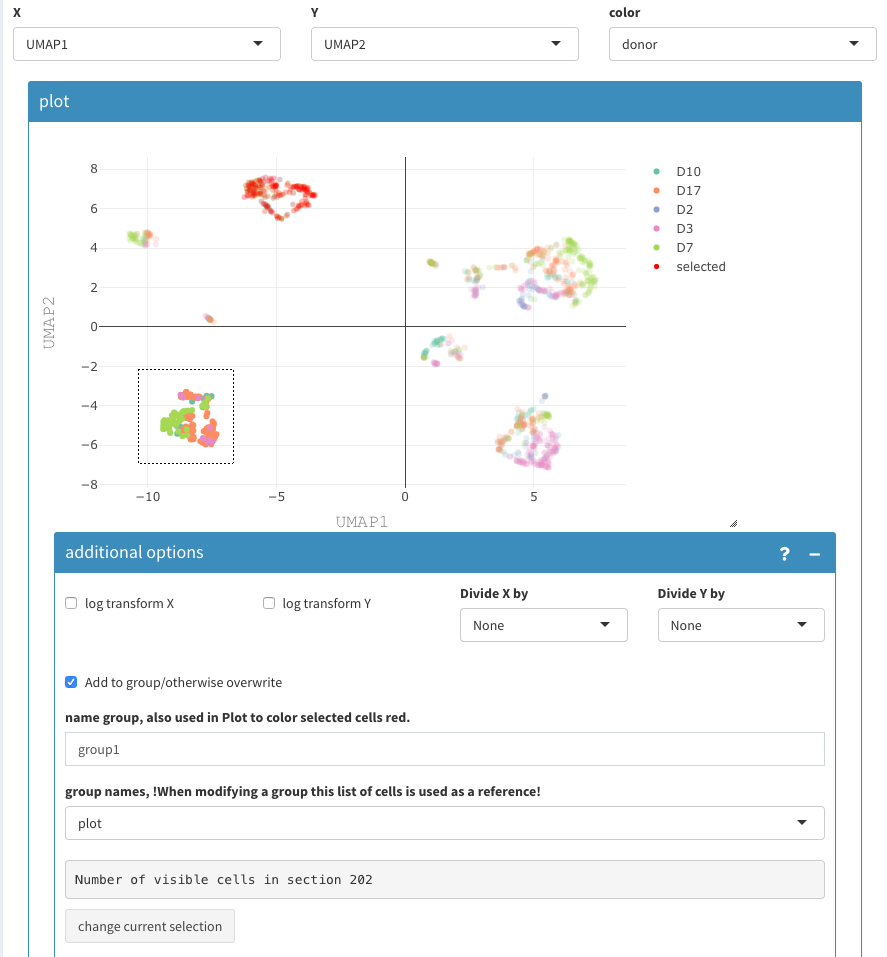 X Y color
UMAP1 UMAP2 donor
plot
8
6
4
2
0
−2
−4
−6
−8
−10 −5 0 5
UMAP2
UMAP1
D10
D17
D2
D3
D7
selected
additional options ? −
log transform X log transform Y Divide X by Divide Y by
None None
Add to group/otherwise overwrite
name group, also used in Plot to color selected cells red.
group1
group names, !When modifying a group this list of cells is used as a reference!
plot
Number of visible cells in section 202
change current selection